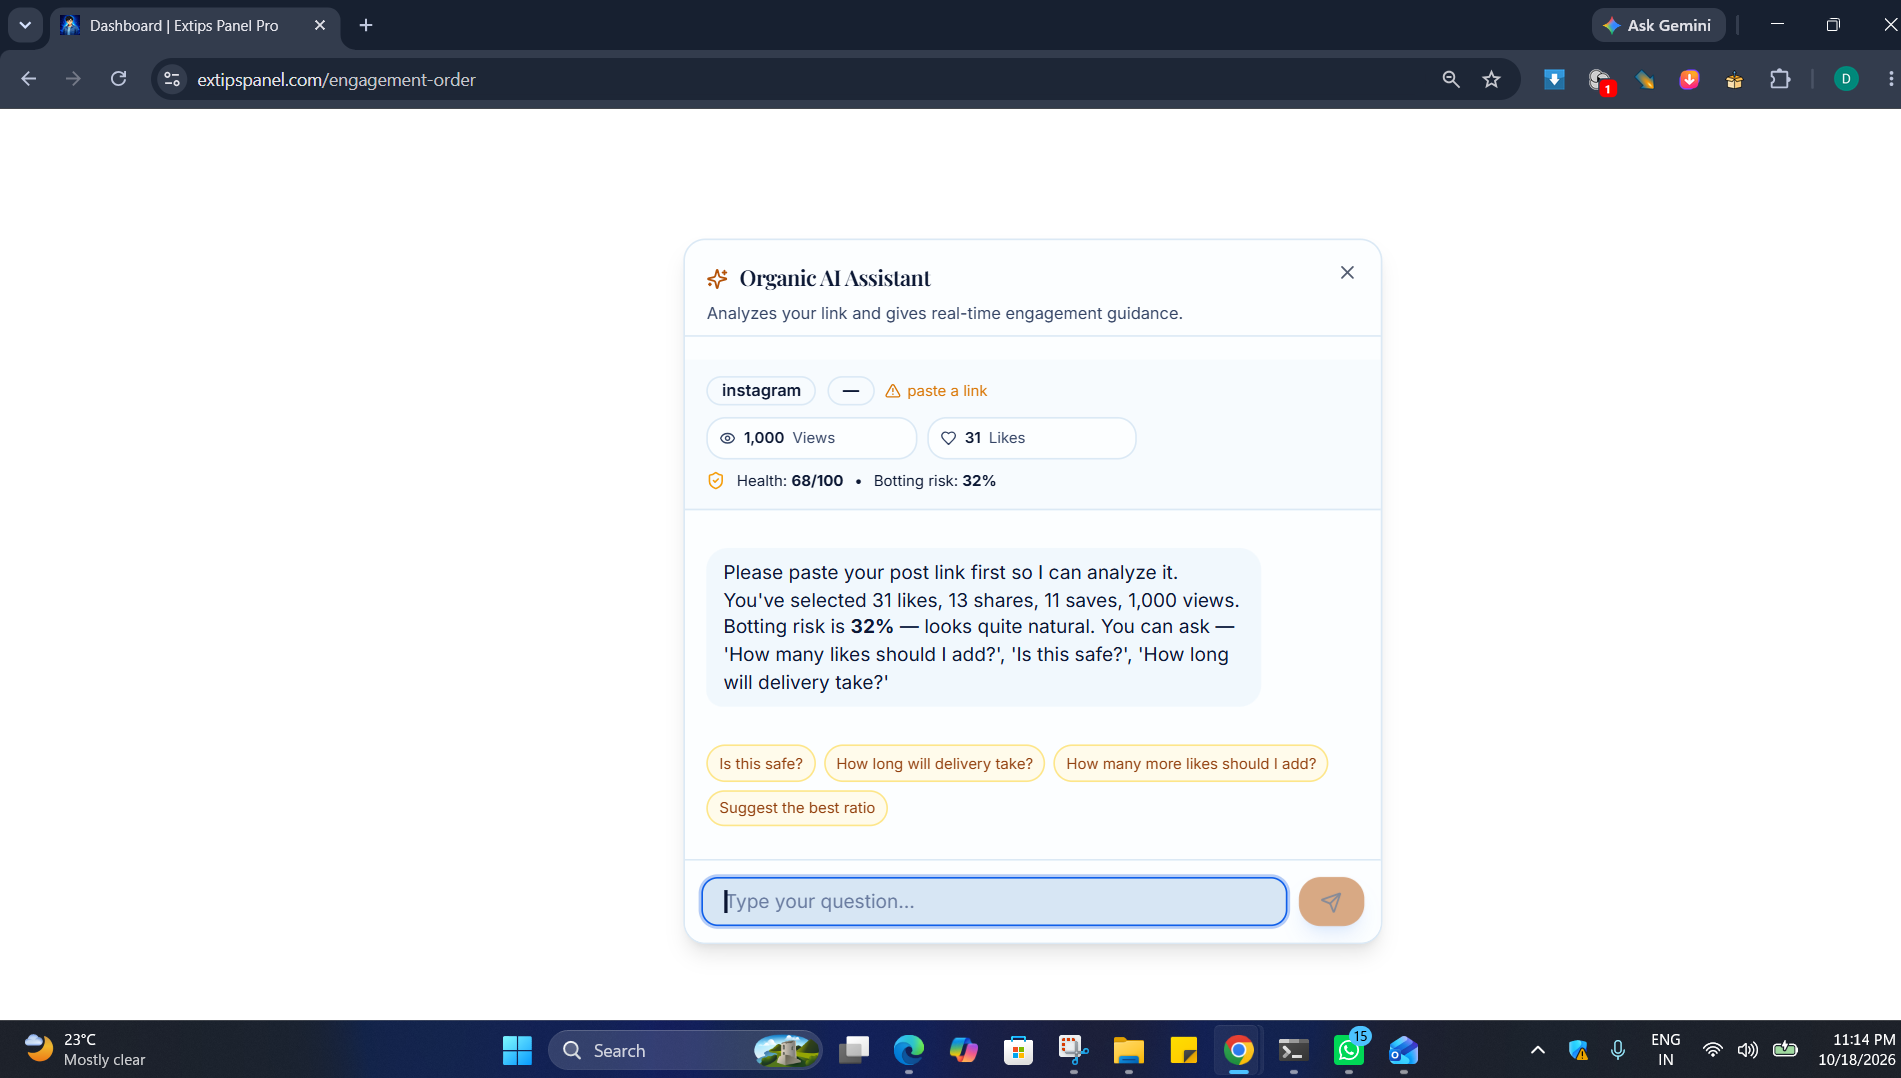 Dashboard | Extips Panel Pro
Ask Gemini
extipspanel.com/engagement-order
1
D
Organic AI Assistant
Analyzes your link and gives real-time engagement guidance.
instagram — paste a link
1,000 Views 31 Likes
Health: 68/100 • Botting risk: 32%
Please paste your post link first so I can analyze it.
You've selected 31 likes, 13 shares, 11 saves, 1,000 views.
Botting risk is 32% — looks quite natural. You can ask —
'How many likes should I add?', 'Is this safe?', 'How long
will delivery take?'
Is this safe? How long will delivery take? How many more likes should I add?
Suggest the best ratio
Type your question...
23°C
Mostly clear
Search
15
ENG
IN
11:14 PM
10/18/2026